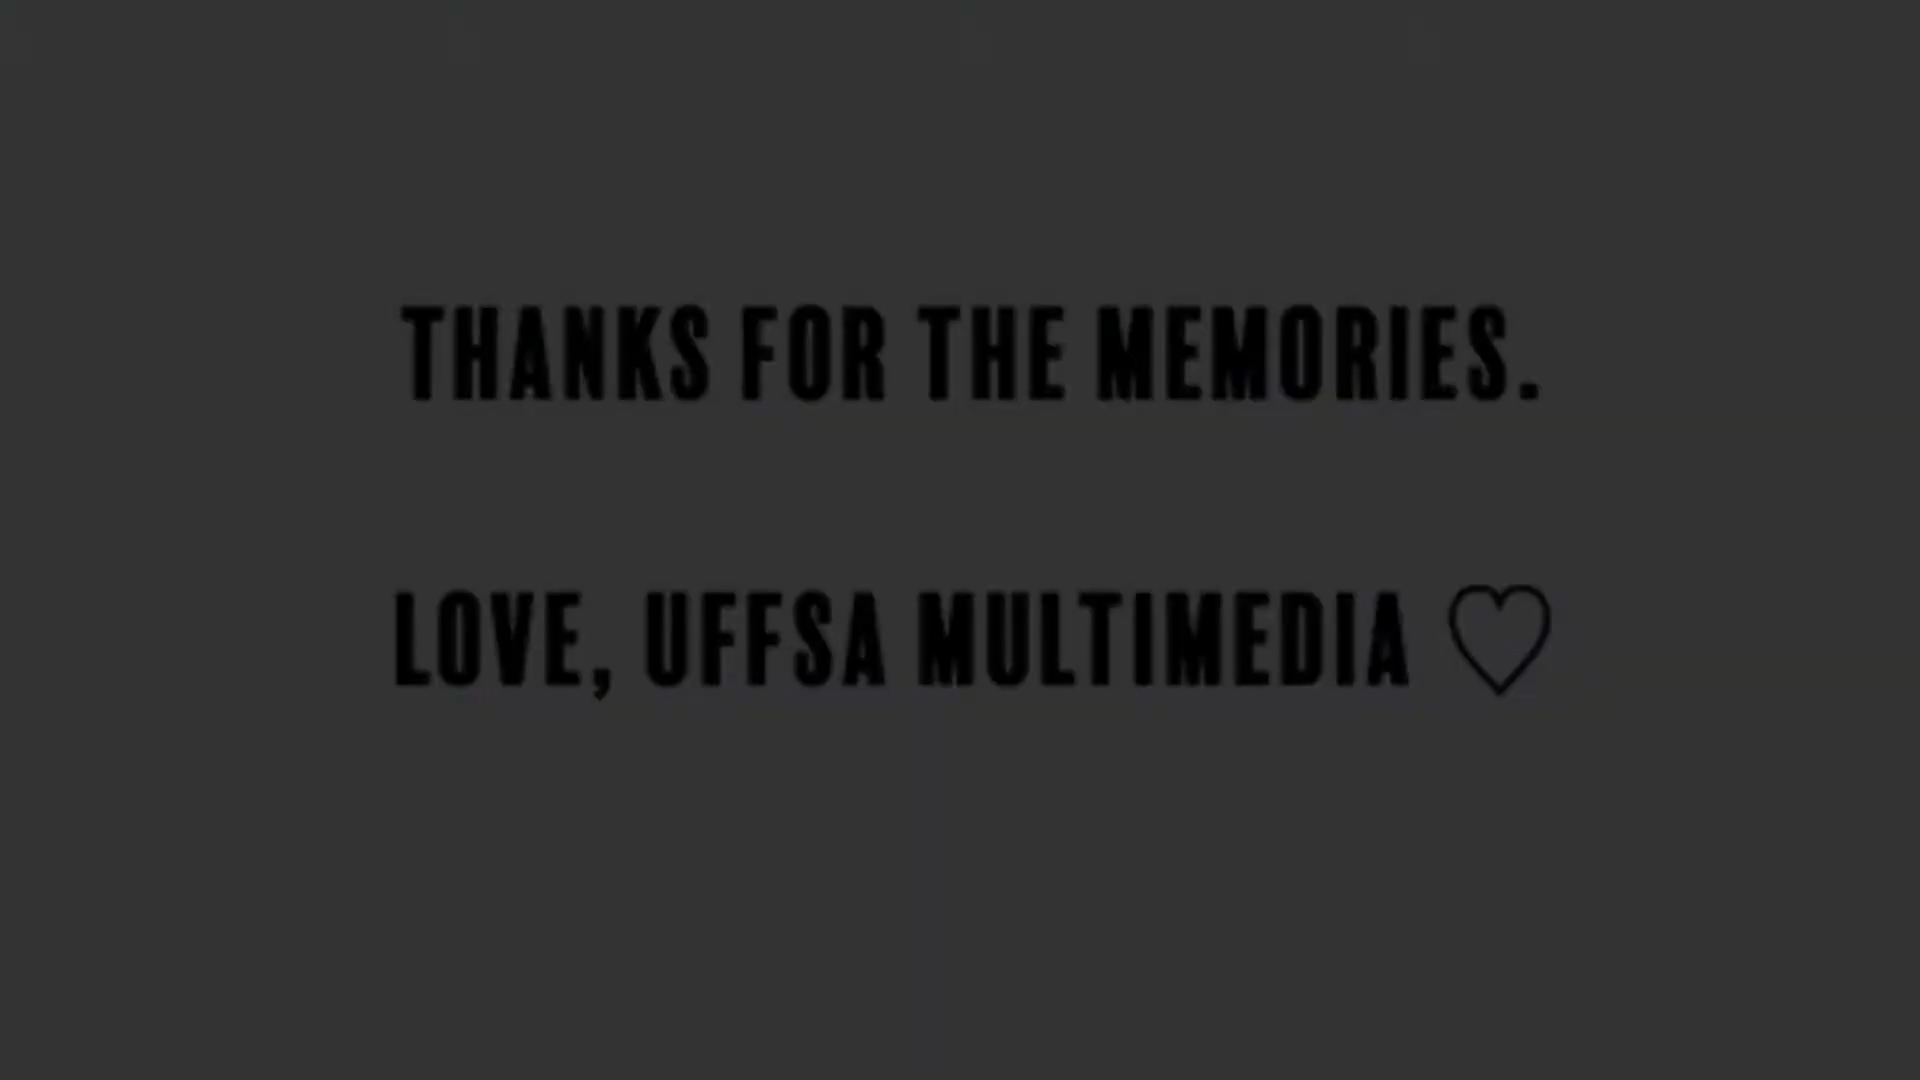 THANKS FOR THE MEMORIES.
LOVE, UFFSA MULTIMEDIA ♡